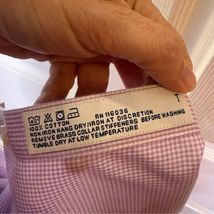 RN 116036
T
100% COTTON
NON IRON HAND DRY/IRON AT DISCRETION
REMOVE BRASS COLLAR STIFFENERS BEFORE WASHING
TUMBLE DRY AT LOW TEMPERATURE